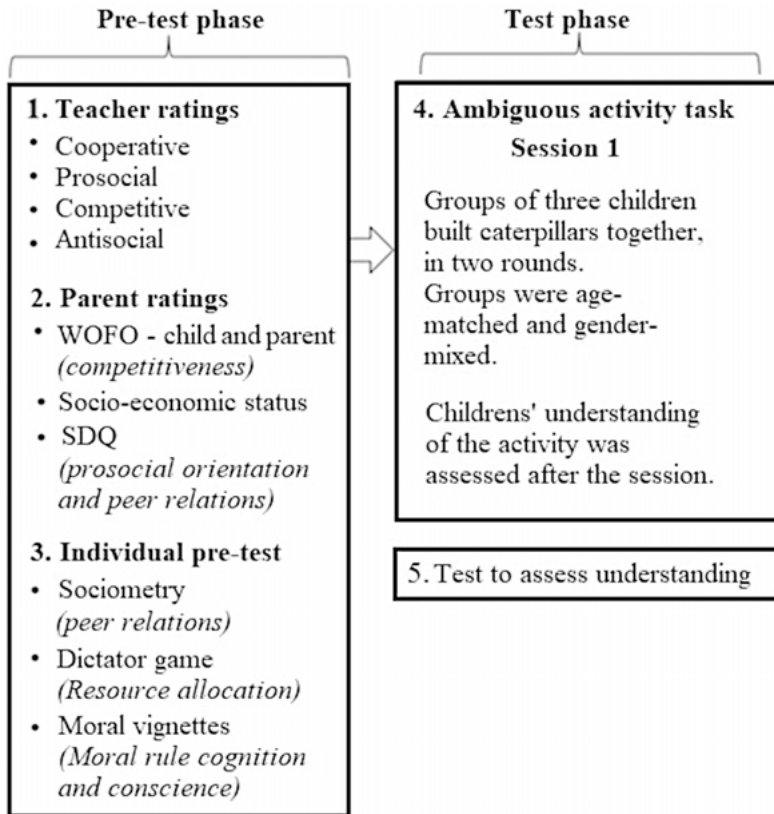 Pre-test phase
1. Teacher ratings
• Cooperative
• Prosocial
• Competitive
• Antisocial
2. Parent ratings
• WOFO - child and parent
(competitiveness)
• Socio-economic status
• SDQ
(prosocial orientation
and peer relations)
3. Individual pre-test
• Sociometry
(peer relations)
• Dictator game
(Resource allocation)
• Moral vignettes
(Moral rule cognition
and conscience)
Test phase
4. Ambiguous activity task
Session 1
Groups of three children
built caterpillars together,
in two rounds.
Groups were age-
matched and gender-
mixed.
Childrens' understanding
of the activity was
assessed after the session.
5. Test to assess understanding